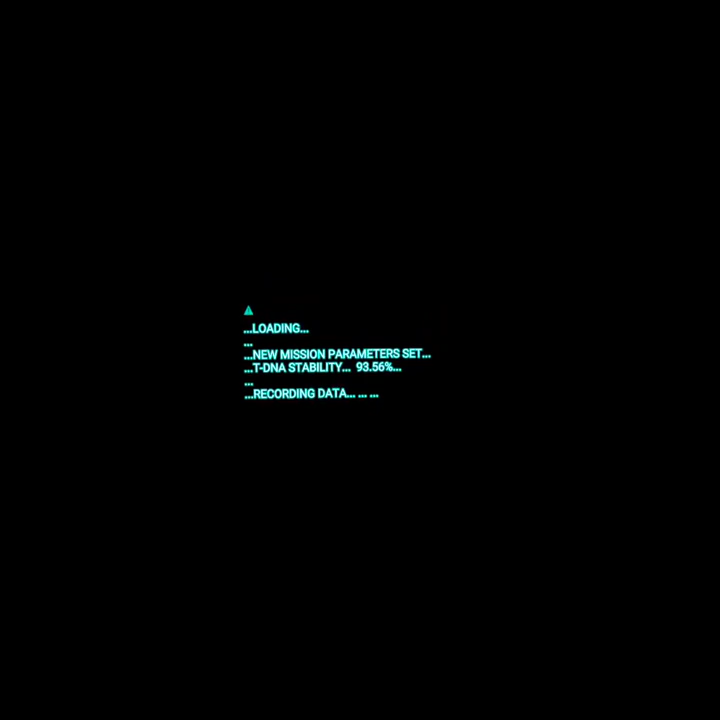 ...LOADING...
...
...NEW MISSION PARAMETERS SET...
...T-DNA STABILITY... 93.56%...
...
...RECORDING DATA... ... ...